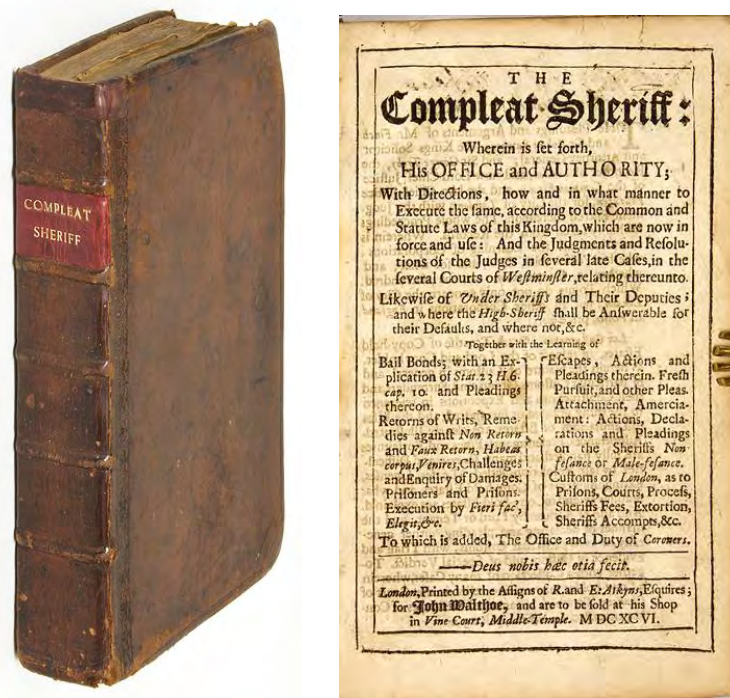 COMPLEAT
SHERIFF
THE
Compleat Sheriff:
Wherein is ſet forth,
His OFFICE and AUTHORITY;
With Directions, how and in what manner to
Execute the ſame, according to the Common and
Statute Laws of this Kingdom, which are now in
force and uſe: And the Judgments and Reſolu-
tions of the Judges in ſeveral late Caſes, in the
ſeveral Courts of Weſtminſter, relating thereunto.
Likewiſe of Under Sheriffs and Their Deputies;
and where the High-Sheriff ſhall be Anſwerable for
their Defaults, and where not, &c.
Together with the Learning of
Bail Bonds; with an Ex-
plication of Stat. 23 H. 6.
cap. 10. and Pleadings
thereon.
Retorns of Writs, Reme-
dies againſt Non Retorn
and Faux Retorn, Habeas
corpus, Venires, Challenges
and Enquiry of Damages.
Priſoners and Priſons.
Execution by Fieri fac',
Elegit, &c.
Eſcapes, Actions and
Pleadings therein. Freſh
Purſuit, and other Pleas.
Attachment, Amercia-
ment: Actions, Decla-
rations and Pleadings
on the Sheriffs Non
feſance or Male-feſance.
Cuſtoms of London, as to
Priſons, Courts, Proceſs,
Sheriffs Fees, Extortion,
Sheriffs Accompts, &c.
To which is added, The Office and Duty of Coroners.
——Deus nobis hæc otia fecit.
London, Printed by the Aſſigns of R. and E. Atkyns, Eſquires;
for John Walthoe, and are to be ſold at his Shop
in Vine Court, Middle-Temple. M DC XC VI.